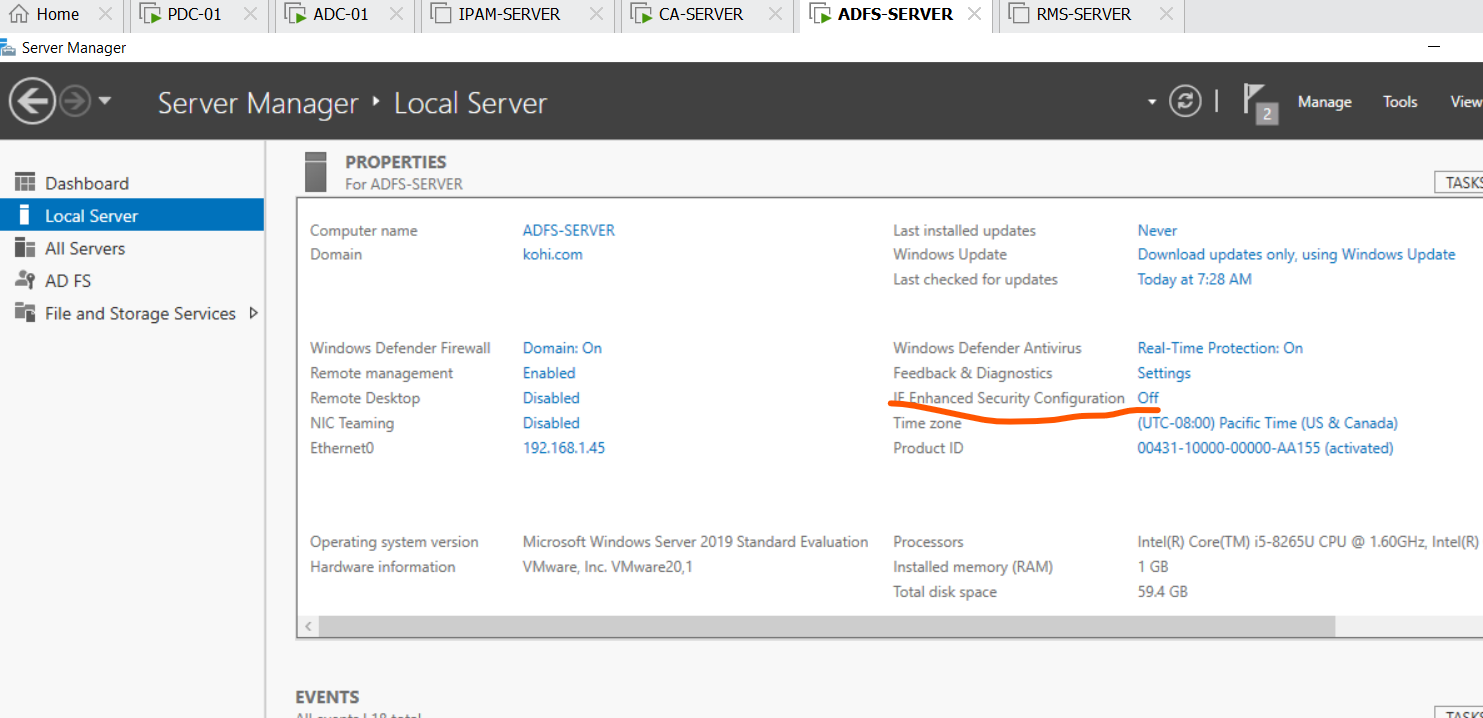 Home PDC-01 ADC-01 IPAM-SERVER CA-SERVER ADFS-SERVER RMS-SERVER
Server Manager
Server Manager Local Server 2 Manage Tools View
PROPERTIES
For ADFS-SERVER
TASKS
Dashboard
Local Server
All Servers
AD FS
File and Storage Services
Computer name ADFS-SERVER Last installed updates Never
Domain kohi.com Windows Update Download updates only, using Windows Update
Last checked for updates Today at 7:28 AM
Windows Defender Firewall Domain: On Windows Defender Antivirus Real-Time Protection: On
Remote management Enabled Feedback & Diagnostics Settings
Remote Desktop Disabled IE Enhanced Security Configuration Off
NIC Teaming Disabled Time zone (UTC-08:00) Pacific Time (US & Canada)
Ethernet0 192.168.1.45 Product ID 00431-10000-00000-AA155 (activated)
Operating system version Microsoft Windows Server 2019 Standard Evaluation Processors Intel(R) Core(TM) i5-8265U CPU @ 1.60GHz, Intel(R)
Hardware information VMware, Inc. VMware20,1 Installed memory (RAM) 1 GB
Total disk space 59.4 GB
EVENTS
All events | 18 total
TASKS